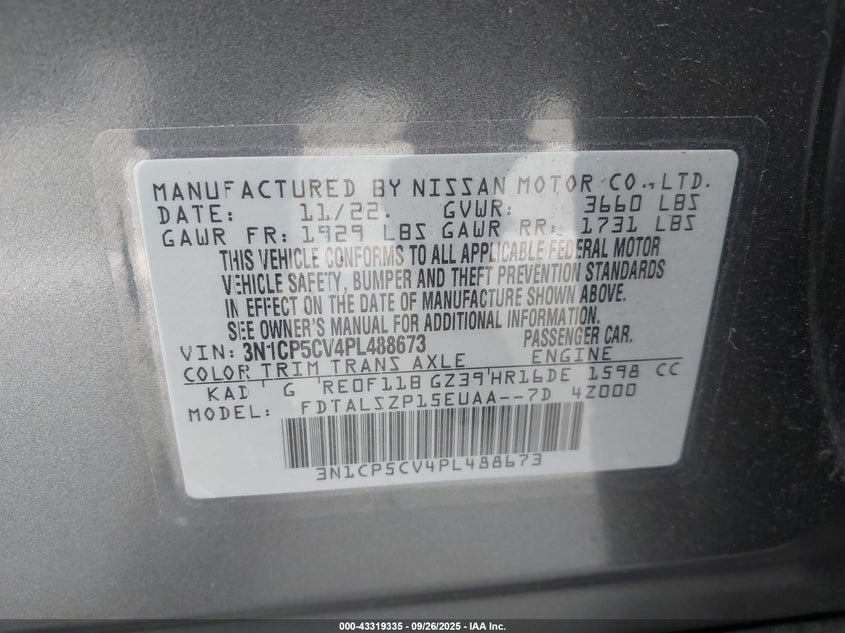 MANUFACTURED BY NISSAN MOTOR CO., LTD.
DATE: 11/22. GVWR: 3660 LBS
GAWR FR: 1929 LBS GAWR RR: 1731 LBS
THIS VEHICLE CONFORMS TO ALL APPLICABLE FEDERAL MOTOR
VEHICLE SAFETY, BUMPER AND THEFT PREVENTION STANDARDS
IN EFFECT ON THE DATE OF MANUFACTURE SHOWN ABOVE.
SEE OWNER'S MANUAL FOR ADDITIONAL INFORMATION.
VIN: 3N1CP5CV4PL488673 PASSENGER CAR.
COLOR TRIM TRANS AXLE ENGINE
KAD G RE0F11B GZ39 HR16DE 1598 CC
MODEL: FDTALSZP15EUAA--7D 4Z000
3N1CP5CV4PL488673
000-43319335 - 09/26/2025 - IAA Inc.